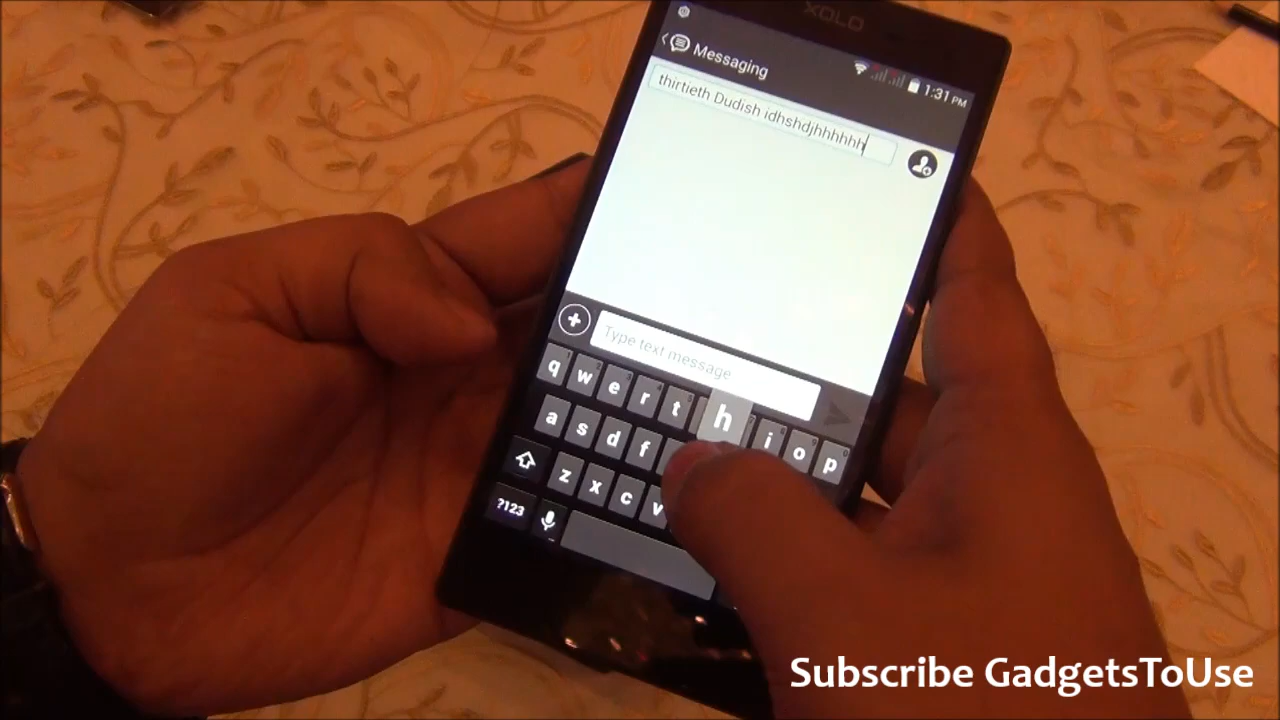 XOLO
Messaging
1:31 PM
thirtieth Dudish idhshdjhhhhhh
Type text message
q w e r t h i o p
a s d f
z x c v
?123
Subscribe GadgetsToUse